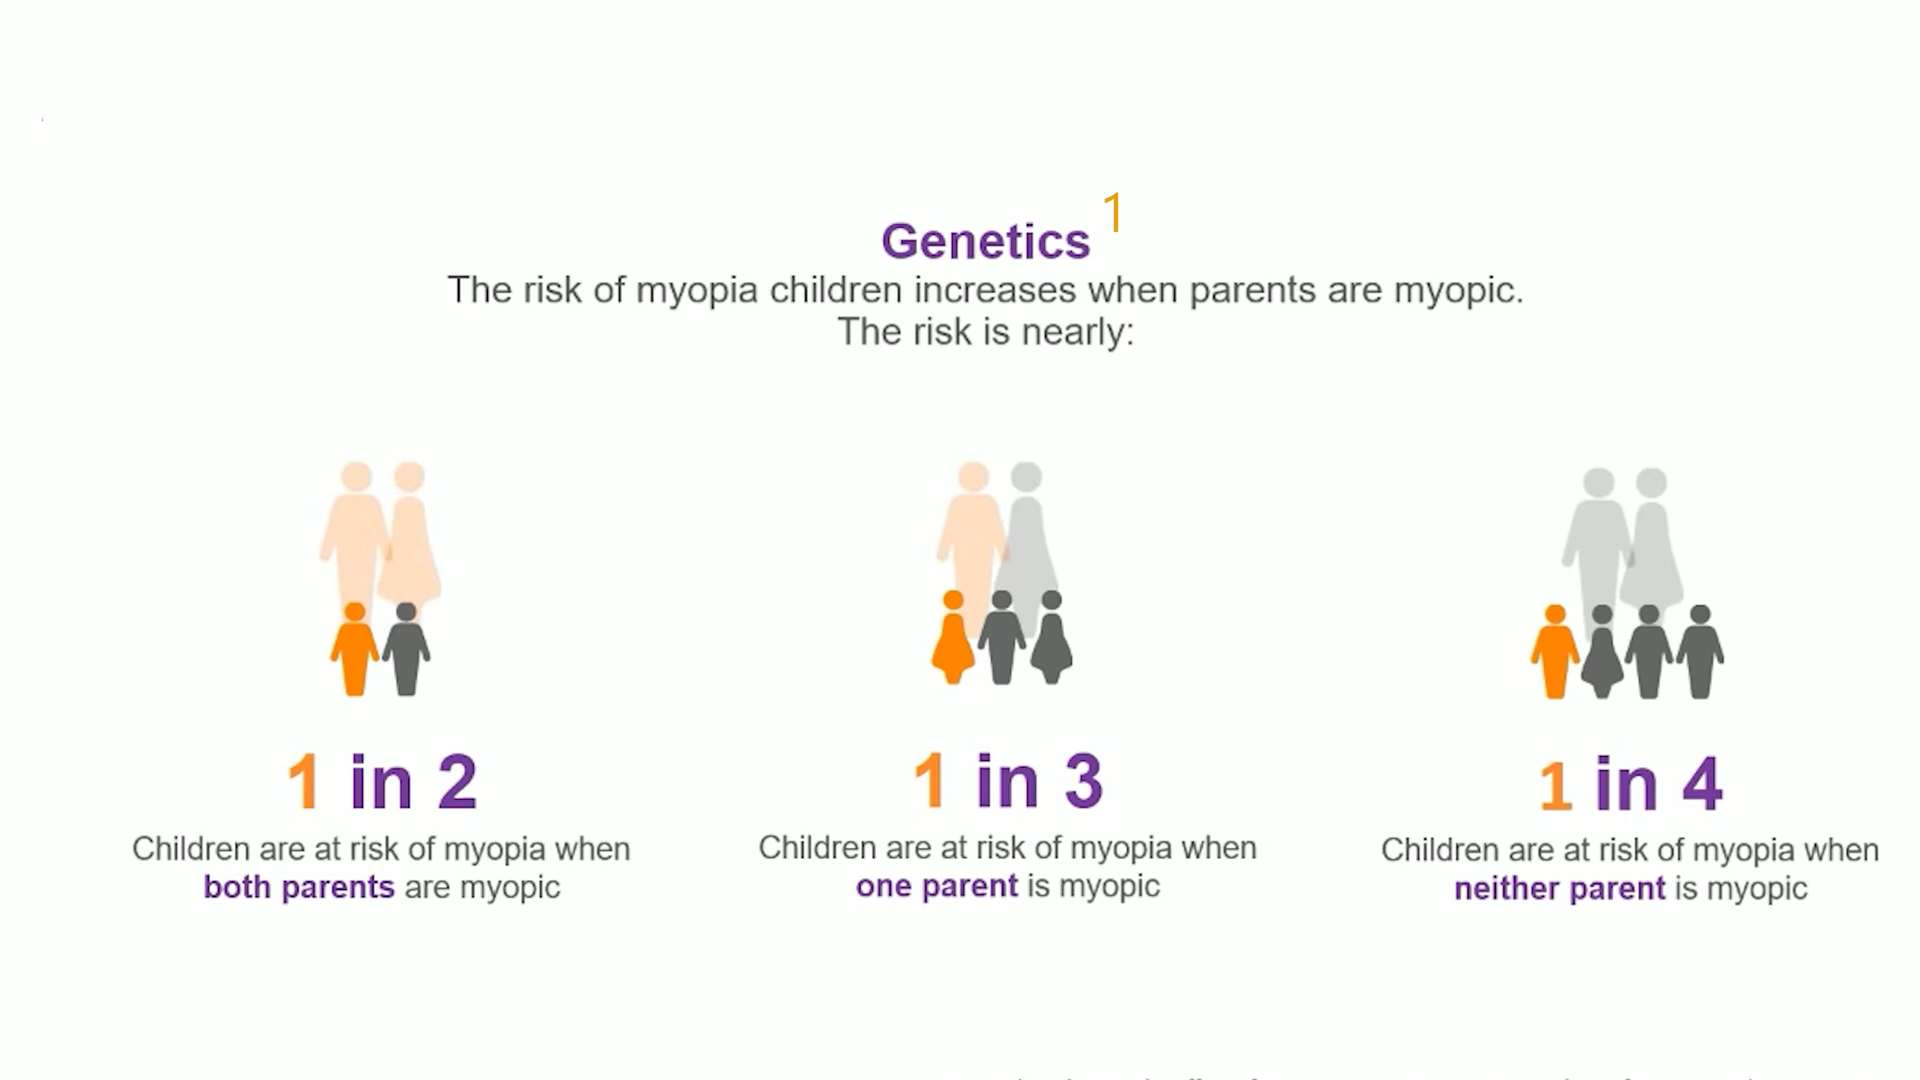 Genetics 1
The risk of myopia children increases when parents are myopic.
The risk is nearly:
1 in 2
Children are at risk of myopia when
both parents are myopic
1 in 3
Children are at risk of myopia when
one parent is myopic
1 in 4
Children are at risk of myopia when
neither parent is myopic